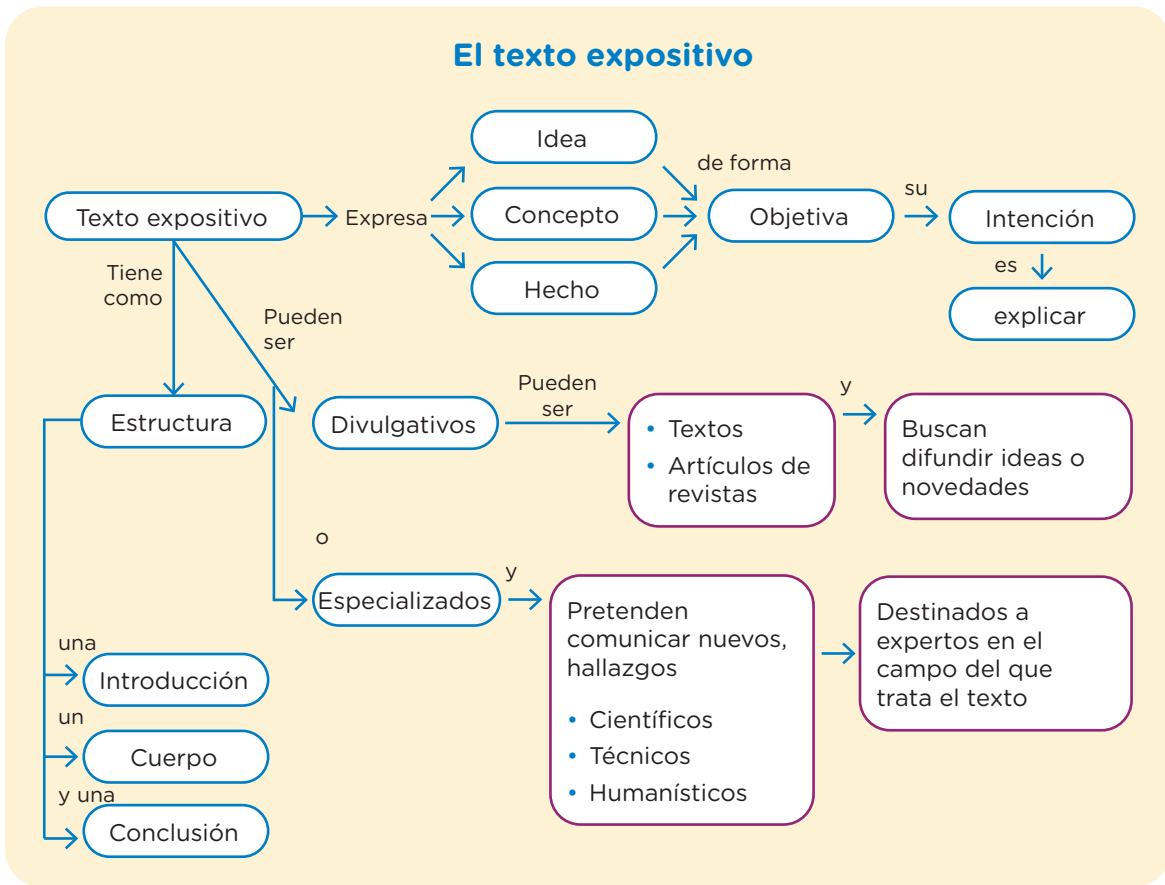 El texto expositivo
Texto expositivo
Expresa
Idea
Concepto
Hecho
de forma
Objetiva
su
Intención
es
explicar
Tiene
como
Estructura
una
Introducción
un
Cuerpo
y una
Conclusión
Pueden
ser
Divulgativos
Pueden
ser
• Textos
• Artículos de
revistas
y
Buscan
difundir ideas o
novedades
o
Especializados
y
Pretenden
comunicar nuevos,
hallazgos
• Científicos
• Técnicos
• Humanísticos
Destinados a
expertos en el
campo del que
trata el texto